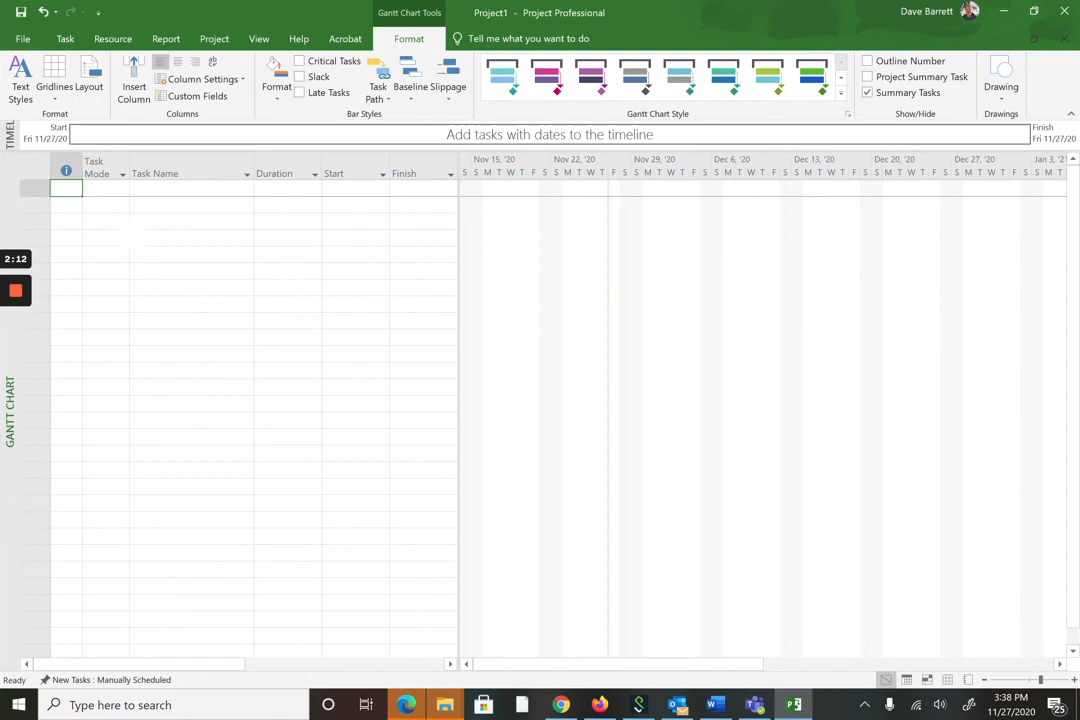 Gantt Chart Tools
Project1 - Project Professional
Dave Barrett
File Task Resource Report Project View Help Acrobat Format Tell me what you want to do
Text Styles
Gridlines
Layout
Format
Insert Column
Column Settings
Custom Fields
Columns
Format
Critical Tasks
Slack
Late Tasks
Task Path
Baseline
Slippage
Bar Styles
Gantt Chart Style
Outline Number
Project Summary Task
Summary Tasks
Show/Hide
Drawing
Drawings
TIMEL
Start
Fri 11/27/20
Add tasks with dates to the timeline
Finish
Fri 11/27/20
Task Mode
Task Name
Duration
Start
Finish
Nov 15, '20 Nov 22, '20 Nov 29, '20 Dec 6, '20 Dec 13, '20 Dec 20, '20 Dec 27, '20 Jan 3, '2
S S M T W T F S S M T W T F S S M T W T F S S M T W T F S S M T W T F S S M T W T F S S M T W T F S S M T
2:12
GANTT CHART
Ready New Tasks : Manually Scheduled
Type here to search
3:38 PM
11/27/2020
25